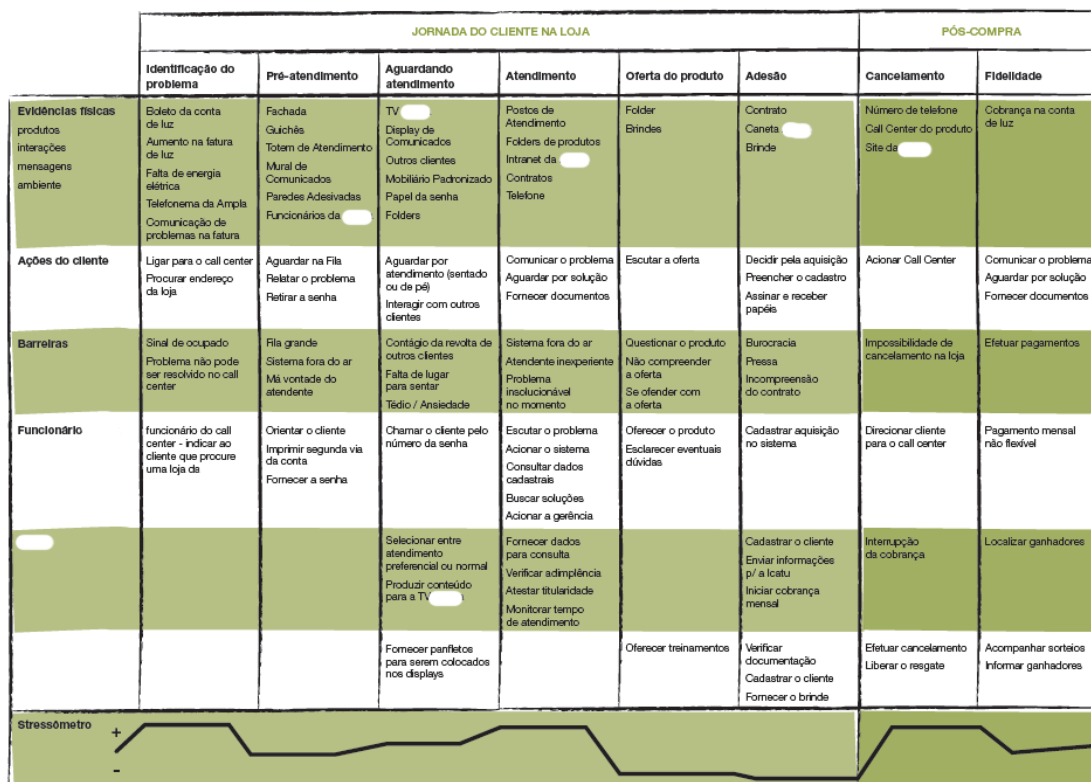 JORNADA DO CLIENTE NA LOJA
PÓS-COMPRA
Identificação do
problema
Pré-atendimento
Aguardando
atendimento
Atendimento
Oferta do produto
Adesão
Cancelamento
Fidelidade
Evidências físicas
produtos
interações
mensagens
ambiente
Boleto da conta
de luz
Aumento na fatura
de luz
Falta de energia
elétrica
Telefonema da Ampla
Comunicação de
problemas na fatura
Fachada
Guichês
Totem de Atendimento
Mural de
Comunicados
Paredes Adesivadas
Funcionários da
TV
Display de
Comunicados
Outros clientes
Mobiliário Padronizado
Papel da senha
Folders
Postos de
Atendimento
Folders de produtos
Intranet da
Contratos
Telefone
Folder
Brindes
Contrato
Caneta
Brinde
Número de telefone
Call Center do produto
Site da
Cobrança na conta
de luz
Ações do cliente
Ligar para o call center
Procurar endereço
da loja
Aguardar na Fila
Relatar o problema
Retirar a senha
Aguardar por
atendimento (sentado
ou de pé)
Interagir com outros
clientes
Comunicar o problema
Aguardar por solução
Fornecer documentos
Escutar a oferta
Decidir pela aquisição
Preencher o cadastro
Assinar e receber
papéis
Acionar Call Center
Comunicar o problema
Aguardar por solução
Fornecer documentos
Barreiras
Sinal de ocupado
Problema não pode
ser resolvido no call
center
Fila grande
Sistema fora do ar
Má vontade do
atendente
Contágio da revolta de
outros clientes
Falta de lugar
para sentar
Tédio / Ansiedade
Sistema fora do ar
Atendente inexperiente
Problema
insolucionável
no momento
Questionar o produto
Não compreender
a oferta
Se ofender com
a oferta
Burocracia
Pressa
Incompreensão
do contrato
Impossibilidade de
cancelamento na loja
Efetuar pagamentos
Funcionário
funcionário do call
center - indicar ao
cliente que procure
uma loja da
Orientar o cliente
Imprimir segunda via
da conta
Fornecer a senha
Chamar o cliente pelo
número da senha
Escutar o problema
Acionar o sistema
Consultar dados
cadastrais
Buscar soluções
Acionar a gerência
Oferecer o produto
Esclarecer eventuais
dúvidas
Cadastrar aquisição
no sistema
Direcionar cliente
para o call center
Pagamento mensal
não flexível
Selecionar entre
atendimento
preferencial ou normal
Produzir conteúdo
para a TV
Fornecer dados
para consulta
Verificar adimplência
Atestar titularidade
Monitorar tempo
de atendimento
Cadastrar o cliente
Enviar informações
p/ a Icatu
Iniciar cobrança
mensal
Interrupção
da cobrança
Localizar ganhadores
Fornecer panfletos
para serem colocados
nos displays
Oferecer treinamentos
Verificar
documentação
Cadastrar o cliente
Fornecer o brinde
Efetuar cancelamento
Liberar o resgate
Acompanhar sorteios
Informar ganhadores
Stressômetro
+
-